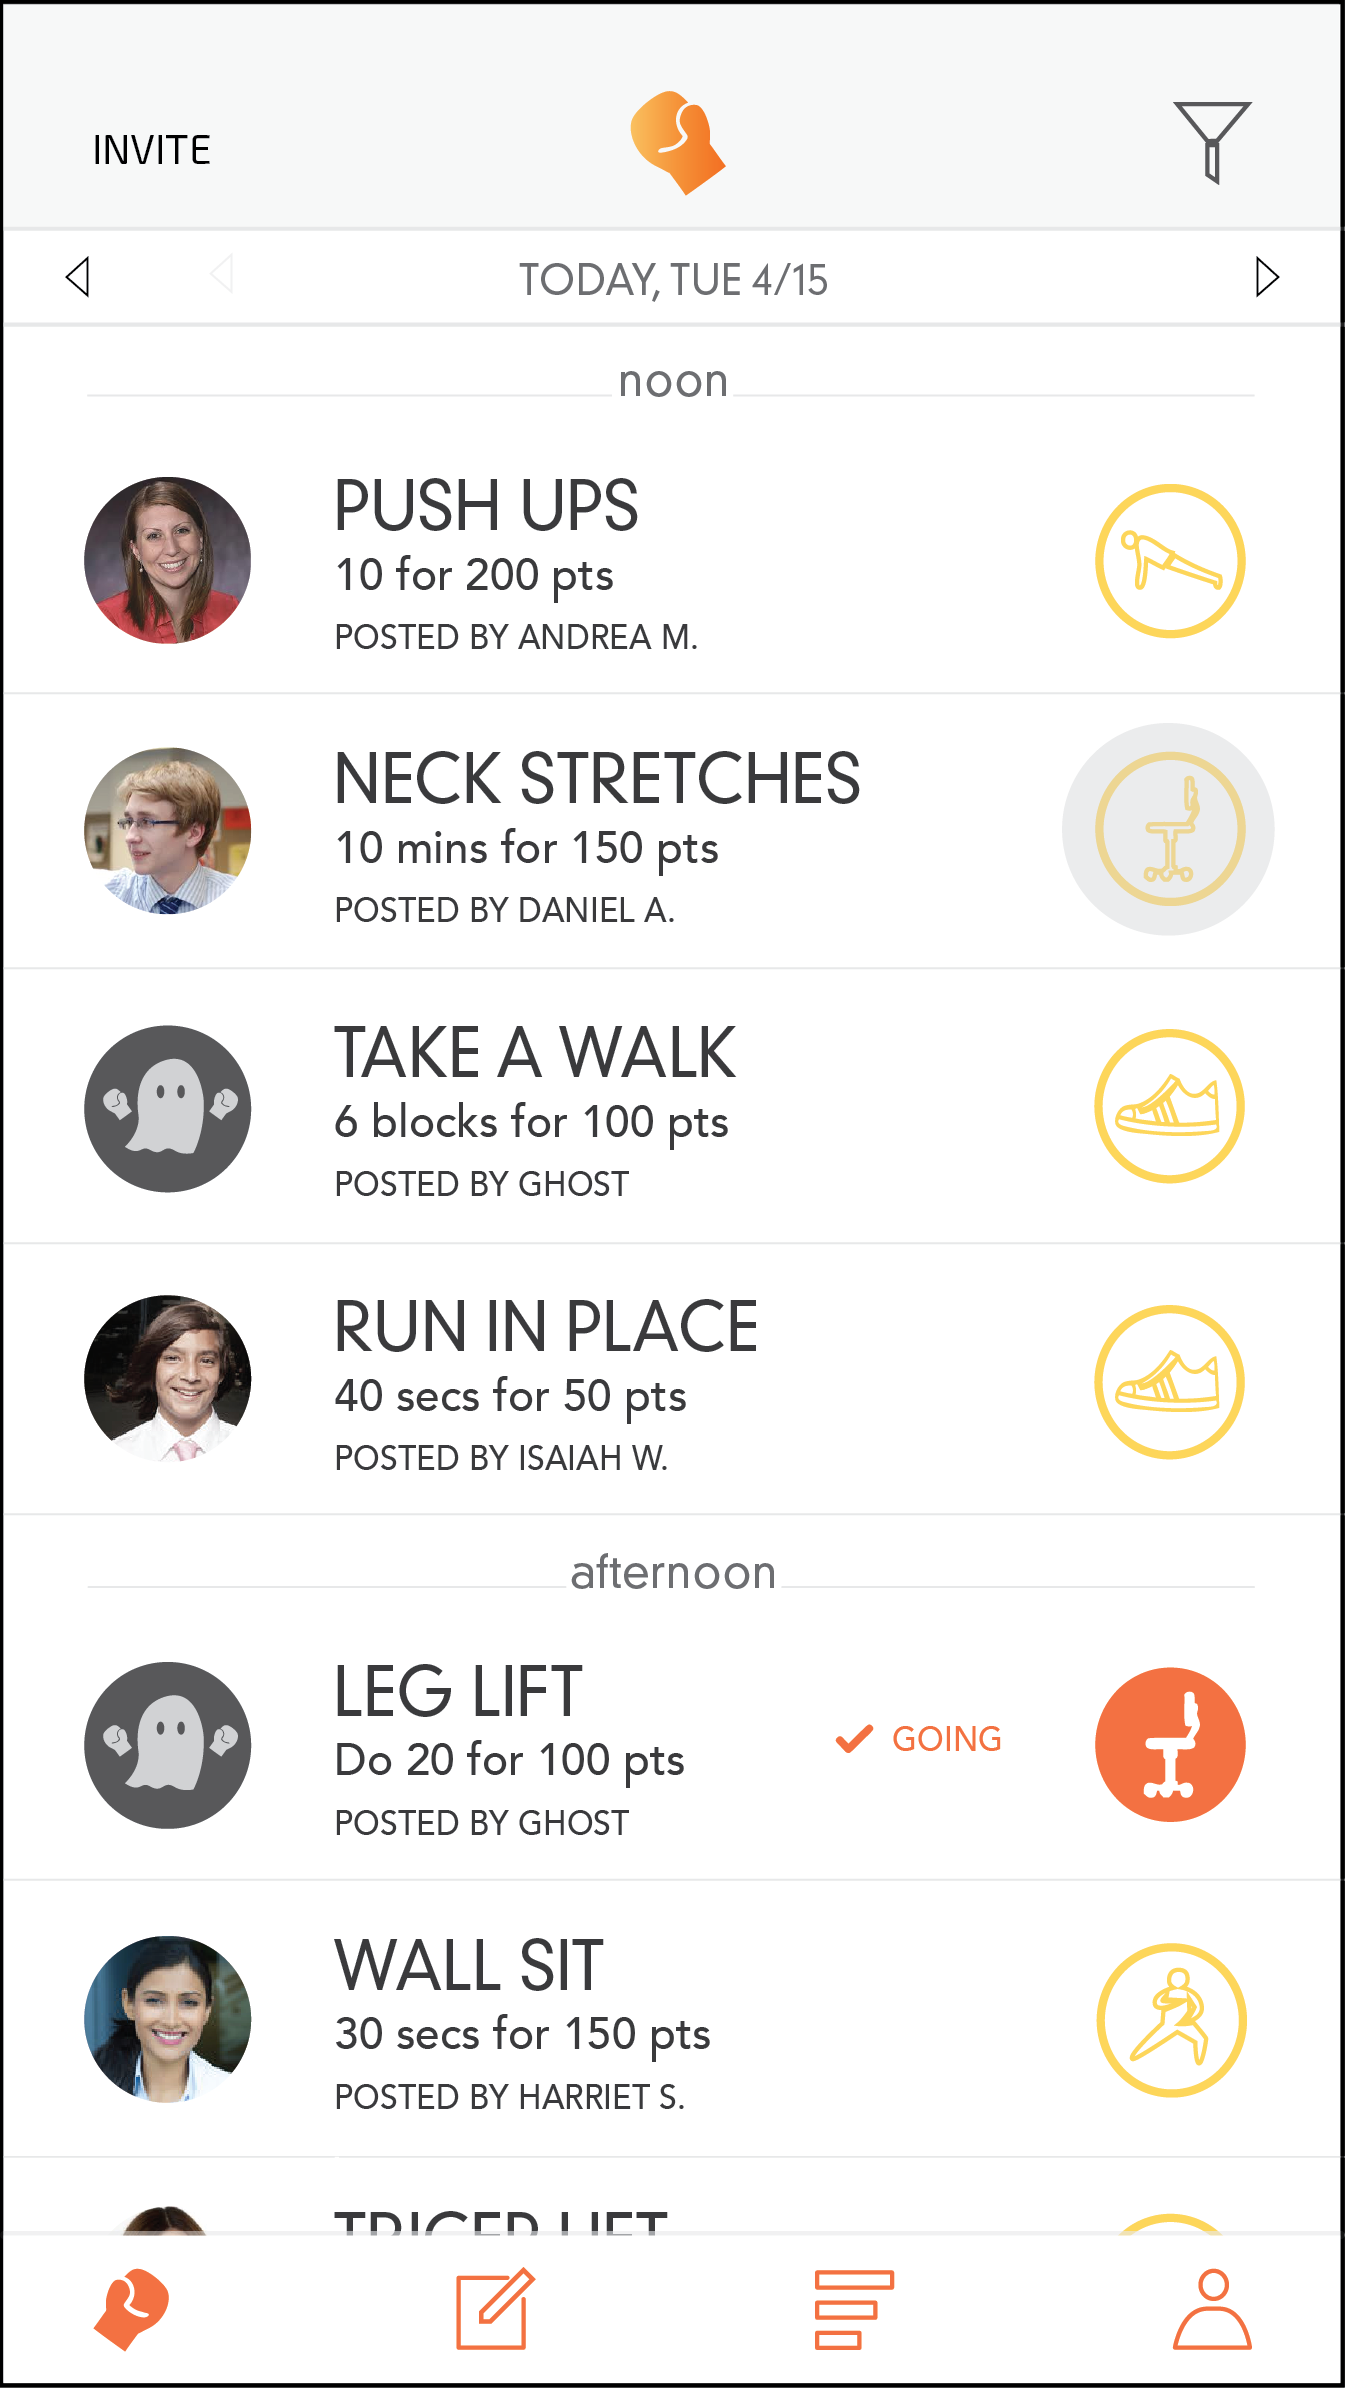 INVITE
TODAY, TUE 4/15
noon
PUSH UPS
10 for 200 pts
POSTED BY ANDREA M.
NECK STRETCHES
10 mins for 150 pts
POSTED BY DANIEL A.
TAKE A WALK
6 blocks for 100 pts
POSTED BY GHOST
RUN IN PLACE
40 secs for 50 pts
POSTED BY ISAIAH W.
afternoon
LEG LIFT
Do 20 for 100 pts
GOING
POSTED BY GHOST
WALL SIT
30 secs for 150 pts
POSTED BY HARRIET S.
TRICEP LIFT